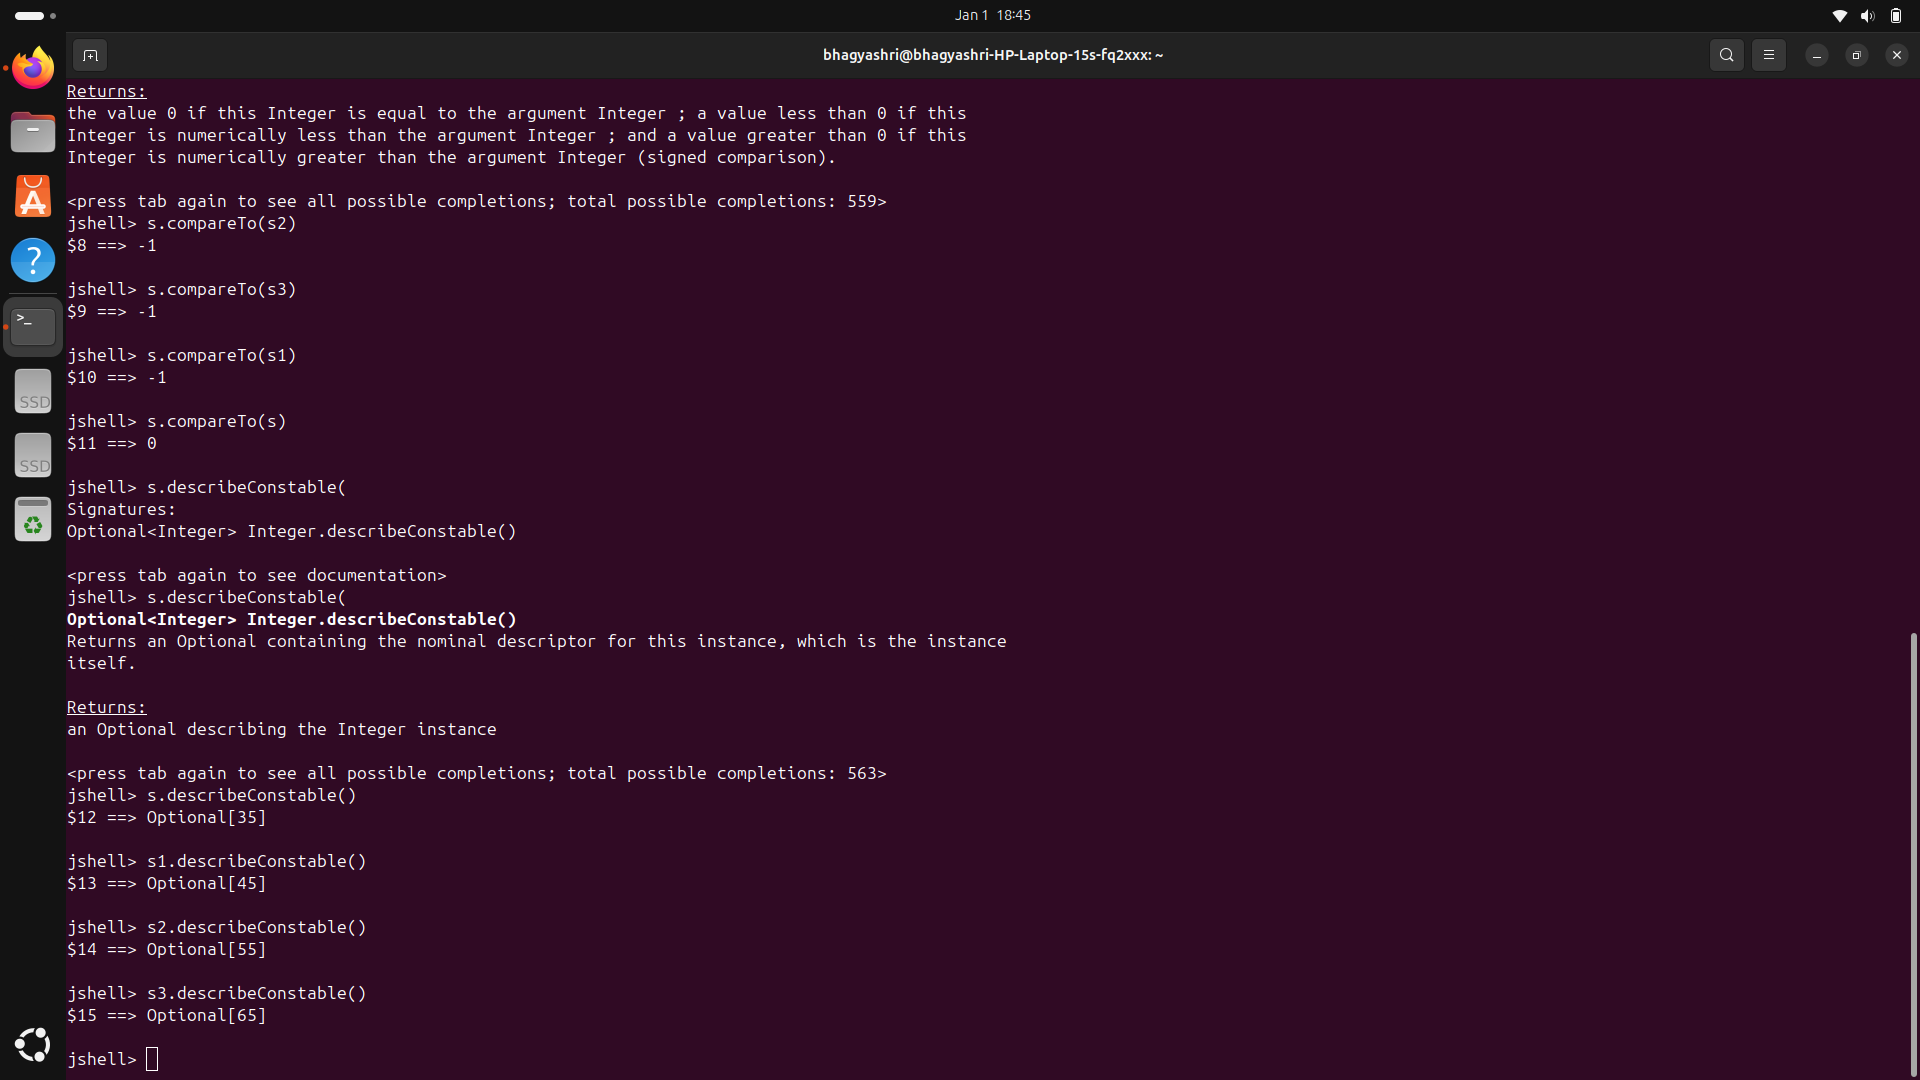 Jan 1 18:45
bhagyashri@bhagyashri-HP-Laptop-15s-fq2xxx: ~
Returns:
the value 0 if this Integer is equal to the argument Integer ; a value less than 0 if this
Integer is numerically less than the argument Integer ; and a value greater than 0 if this
Integer is numerically greater than the argument Integer (signed comparison).
<press tab again to see all possible completions; total possible completions: 559>
jshell> s.compareTo(s2)
$8 ==> -1
jshell> s.compareTo(s3)
$9 ==> -1
jshell> s.compareTo(s1)
$10 ==> -1
jshell> s.compareTo(s)
$11 ==> 0
jshell> s.describeConstable(
Signatures:
Optional<Integer> Integer.describeConstable()
<press tab again to see documentation>
jshell> s.describeConstable(
Optional<Integer> Integer.describeConstable()
Returns an Optional containing the nominal descriptor for this instance, which is the instance
itself.
Returns:
an Optional describing the Integer instance
<press tab again to see all possible completions; total possible completions: 563>
jshell> s.describeConstable()
$12 ==> Optional[35]
jshell> s1.describeConstable()
$13 ==> Optional[45]
jshell> s2.describeConstable()
$14 ==> Optional[55]
jshell> s3.describeConstable()
$15 ==> Optional[65]
jshell>
SSD
SSD